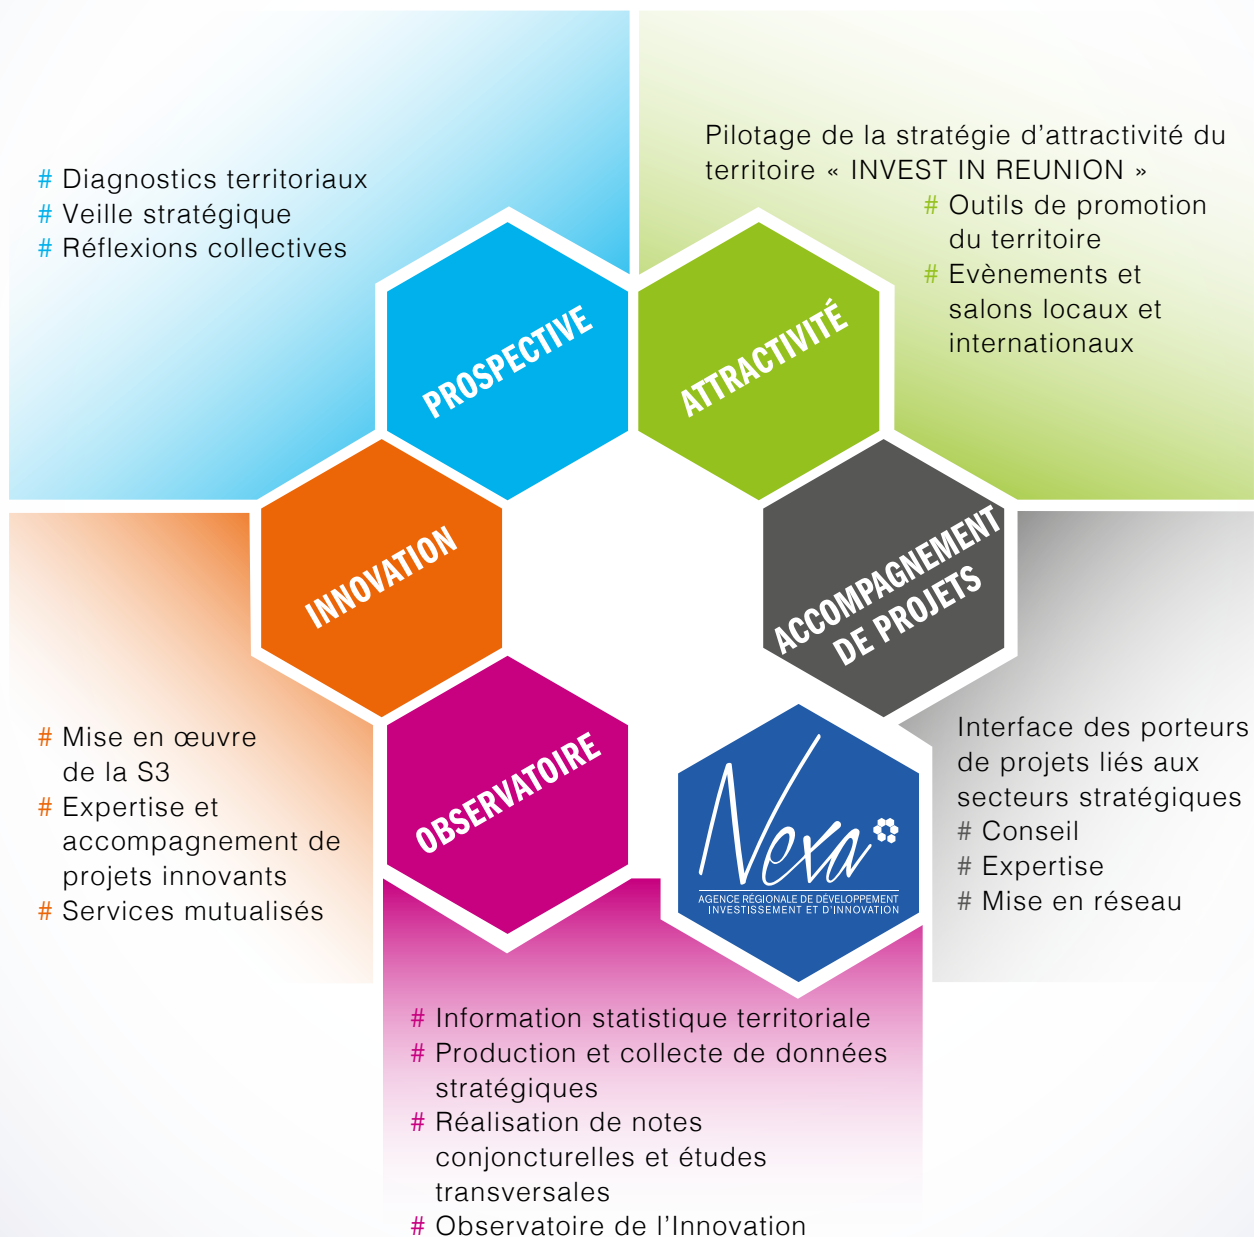 # Diagnostics territoriaux
# Veille stratégique
# Réflexions collectives
Pilotage de la stratégie d'attractivité du
territoire « INVEST IN REUNION »
# Outils de promotion
du territoire
# Evènements et
salons locaux et
internationaux
PROSPECTIVE
ATTRACTIVITÉ
INNOVATION
ACCOMPAGNEMENT
DE PROJETS
OBSERVATOIRE
Nexa
AGENCE RÉGIONALE DE DÉVELOPPEMENT
INVESTISSEMENT ET D'INNOVATION
# Mise en œuvre
de la S3
# Expertise et
accompagnement de
projets innovants
# Services mutualisés
Interface des porteurs
de projets liés aux
secteurs stratégiques
# Conseil
# Expertise
# Mise en réseau
# Information statistique territoriale
# Production et collecte de données
stratégiques
# Réalisation de notes
conjoncturelles et études
transversales
# Observatoire de l'Innovation